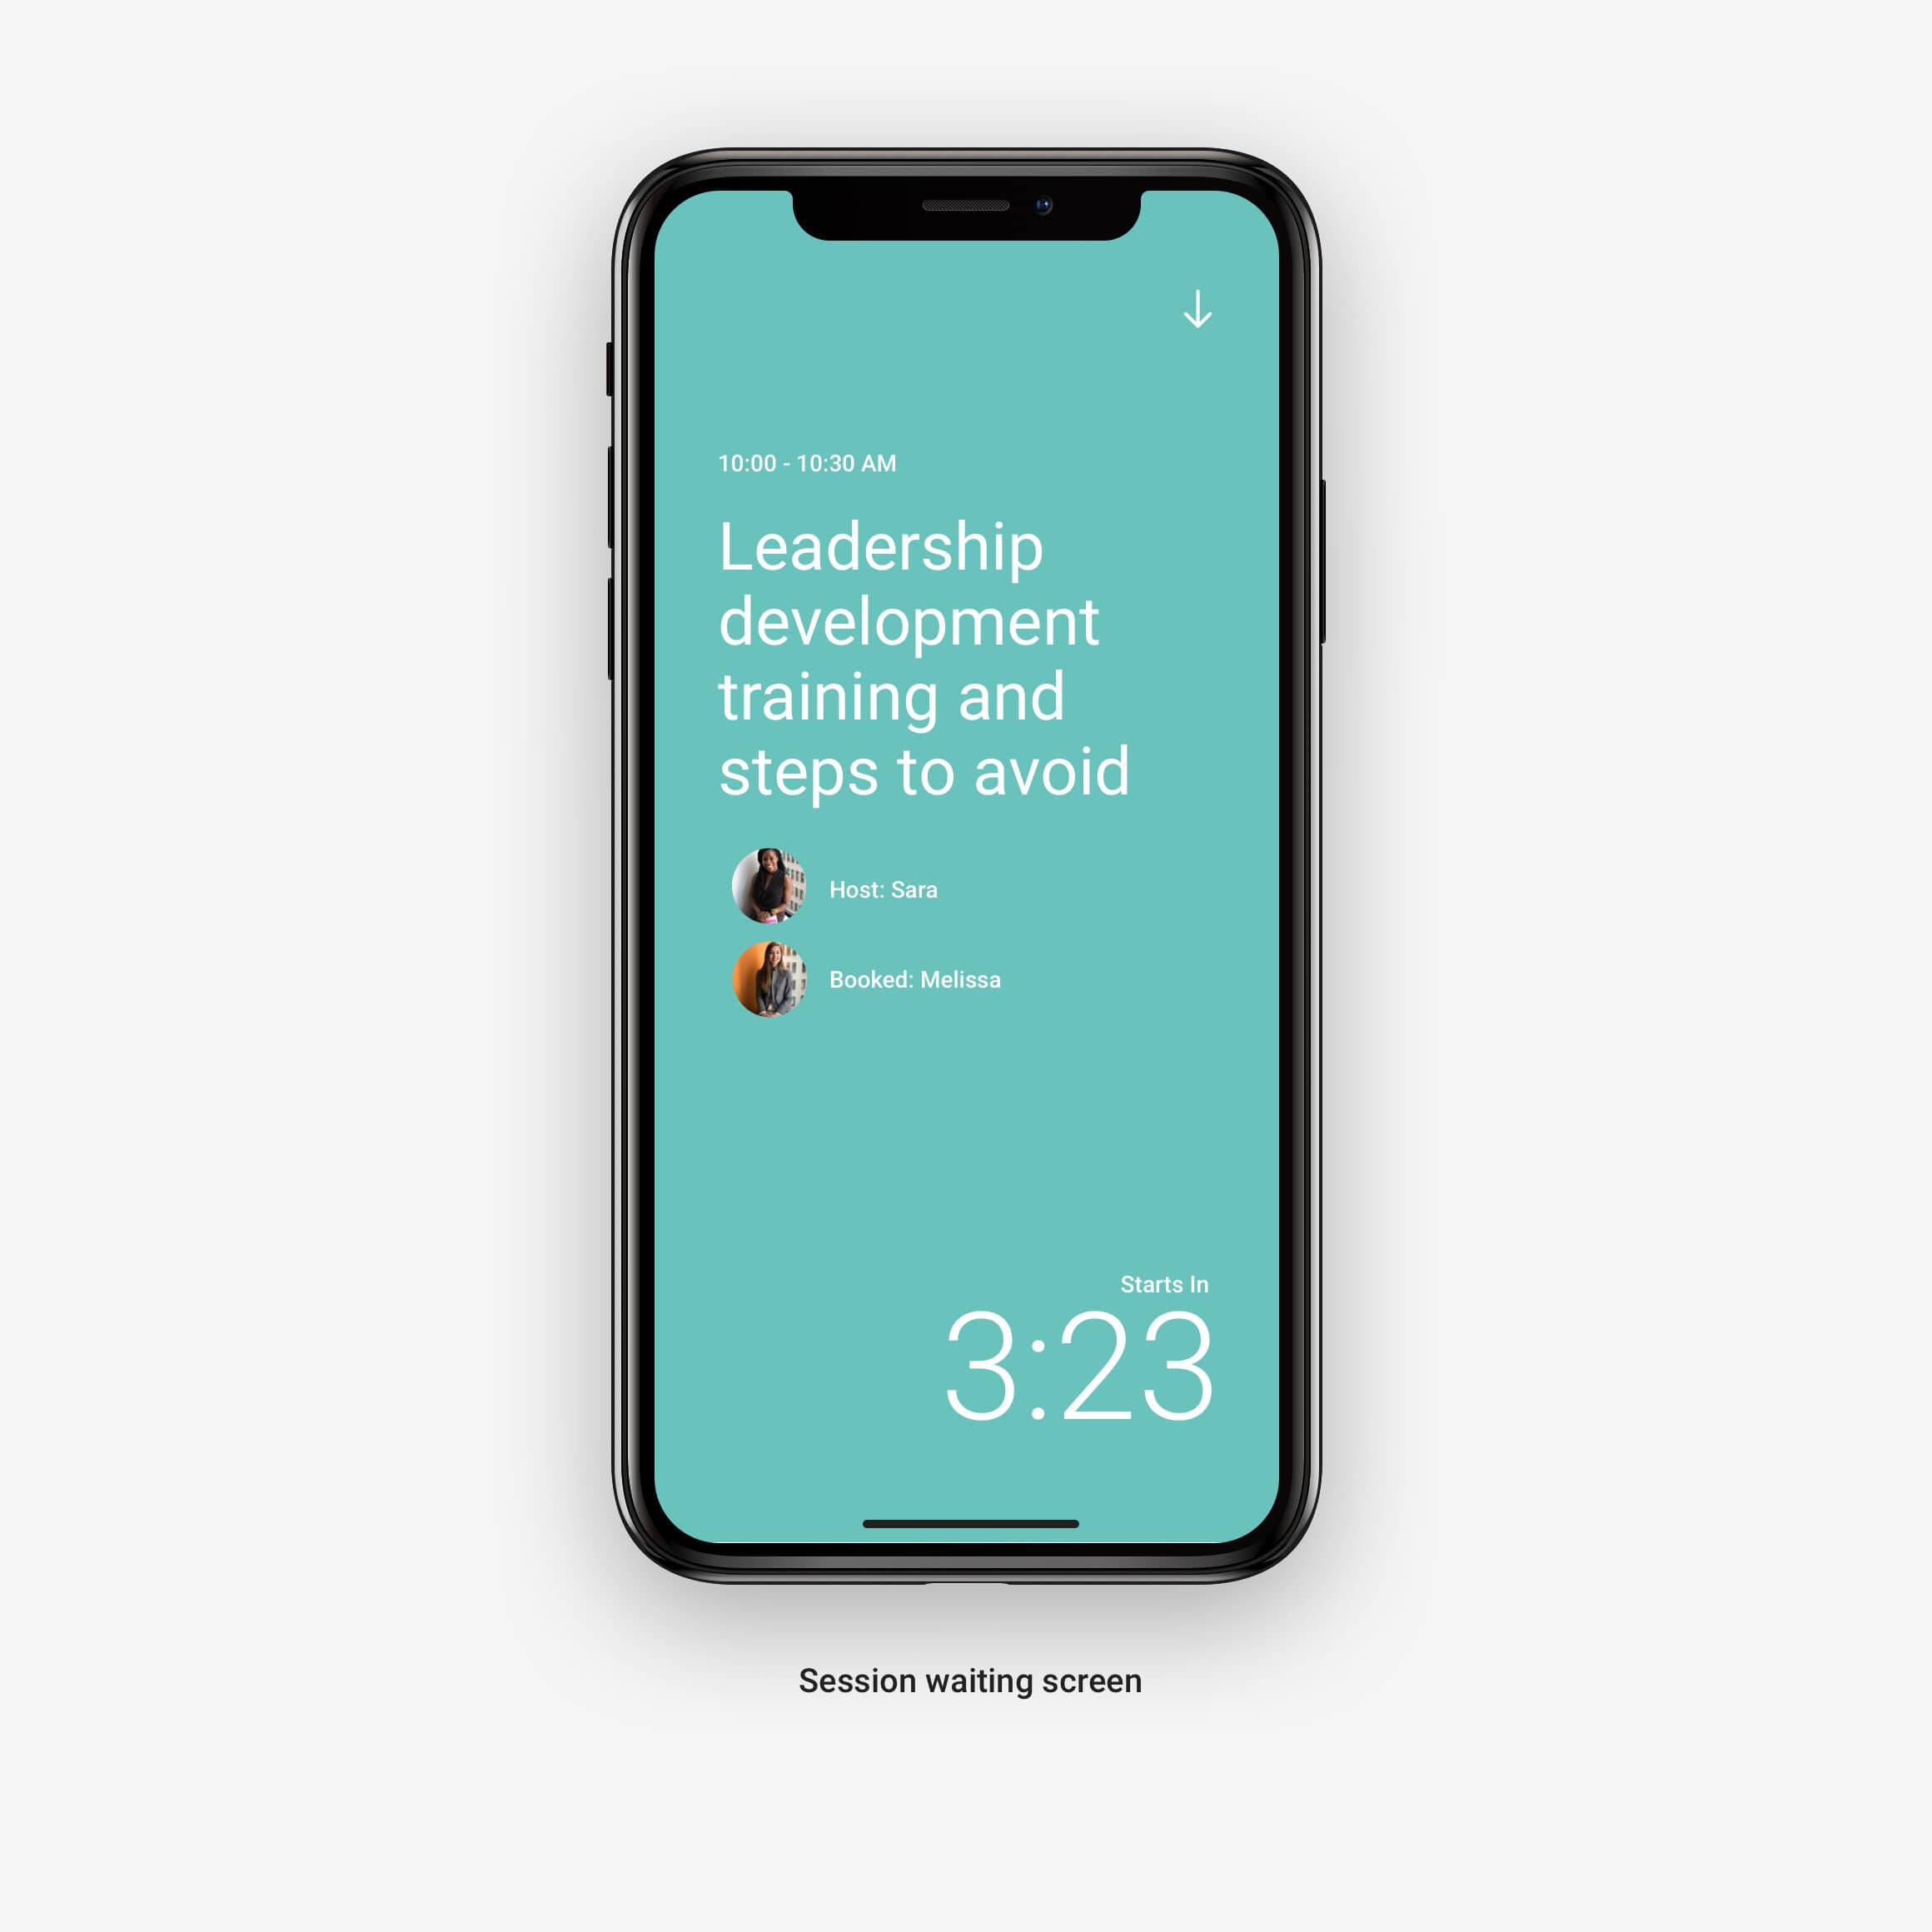 10:00 - 10:30 AM
Leadership
development
training and
steps to avoid
Host: Sara
Booked: Melissa
Starts In
3:23
Session waiting screen